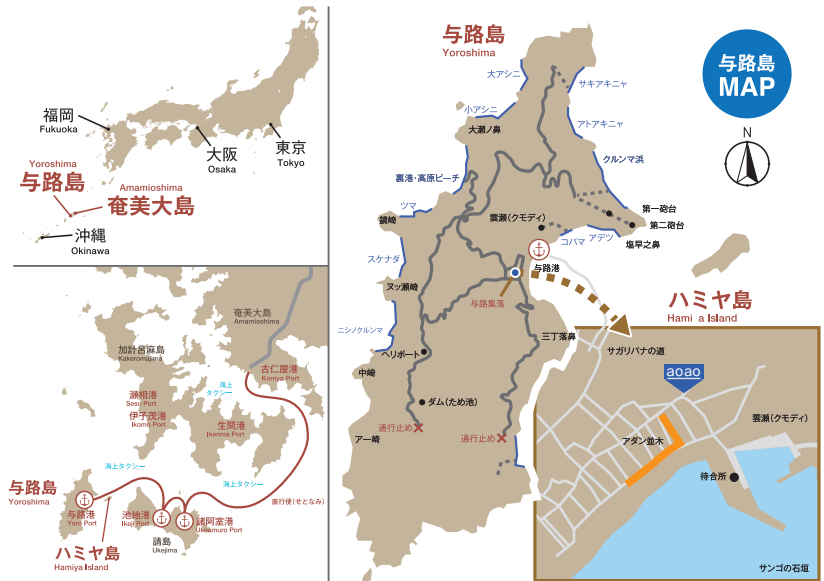 福岡
Fukuoka
大阪
Osaka
東京
Tokyo
Yoroshima
与路島
Amamioshima
奄美大島
沖縄
Okinawa
奄美大島
Amamioshima
加計呂麻島
Kakeromajima
古仁屋港
Koniya Port
海上
タクシー
瀬相港
Seso Port
伊子茂港
Ikomo Port
生間港
Ikenma Port
海上タクシー
海上タクシー
直行便(せとなみ)
与路島
Yoroshima
与路港
Yoro Port
池地港
Ikeji Port
諸阿室港
Ukeamuro Port
請島
Ukejima
ハミヤ島
Hamiya Island
与路島
Yoroshima
与路島
MAP
N
大アシニ
サキアキニャ
小アシニ
大瀬ノ鼻
アトアキニャ
クルンマ浜
裏港・高原ビーチ
ツマ
鏡崎
雲瀬(クモディ)
第一砲台
第二砲台
コバマ
アデツ
塩早之鼻
スケナダ
与路港
ヌッ瀬崎
与路集落
ハミヤ島
Hami a Island
ニシノクルンマ
三丁落鼻
ヘリポート
中崎
ダム(ため池)
通行止め
通行止め
アー崎
サガリバナの道
aoao
雲瀬(クモディ)
アダン並木
待合所
サンゴの石垣